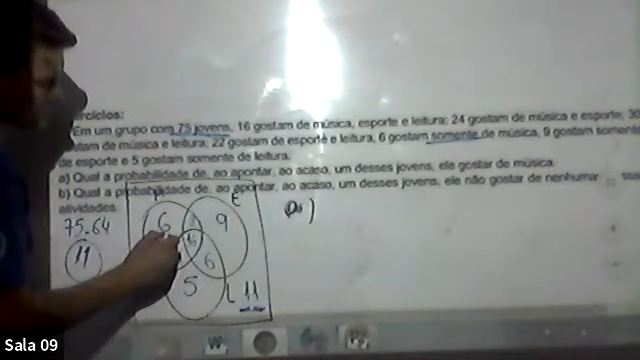 rcícios:
Em um grupo com 75 jovens, 16 gostam de música, esporte e leitura; 24 gostam de música e esporte; 30
stam de música e leitura; 22 gostam de esporte e leitura, 6 gostam somente de música, 9 gostam somente
de esporte e 5 gostam somente de leitura.
a) Qual a probabilidade de, ao apontar, ao acaso, um desses jovens, ele gostar de música.
b) Qual a probabilidade de, ao apontar, ao acaso, um desses jovens, ele não gostar de nenhuma
atividades.
E
a)
75-64
6
9
11
6
5
L
11
W
Sala 09